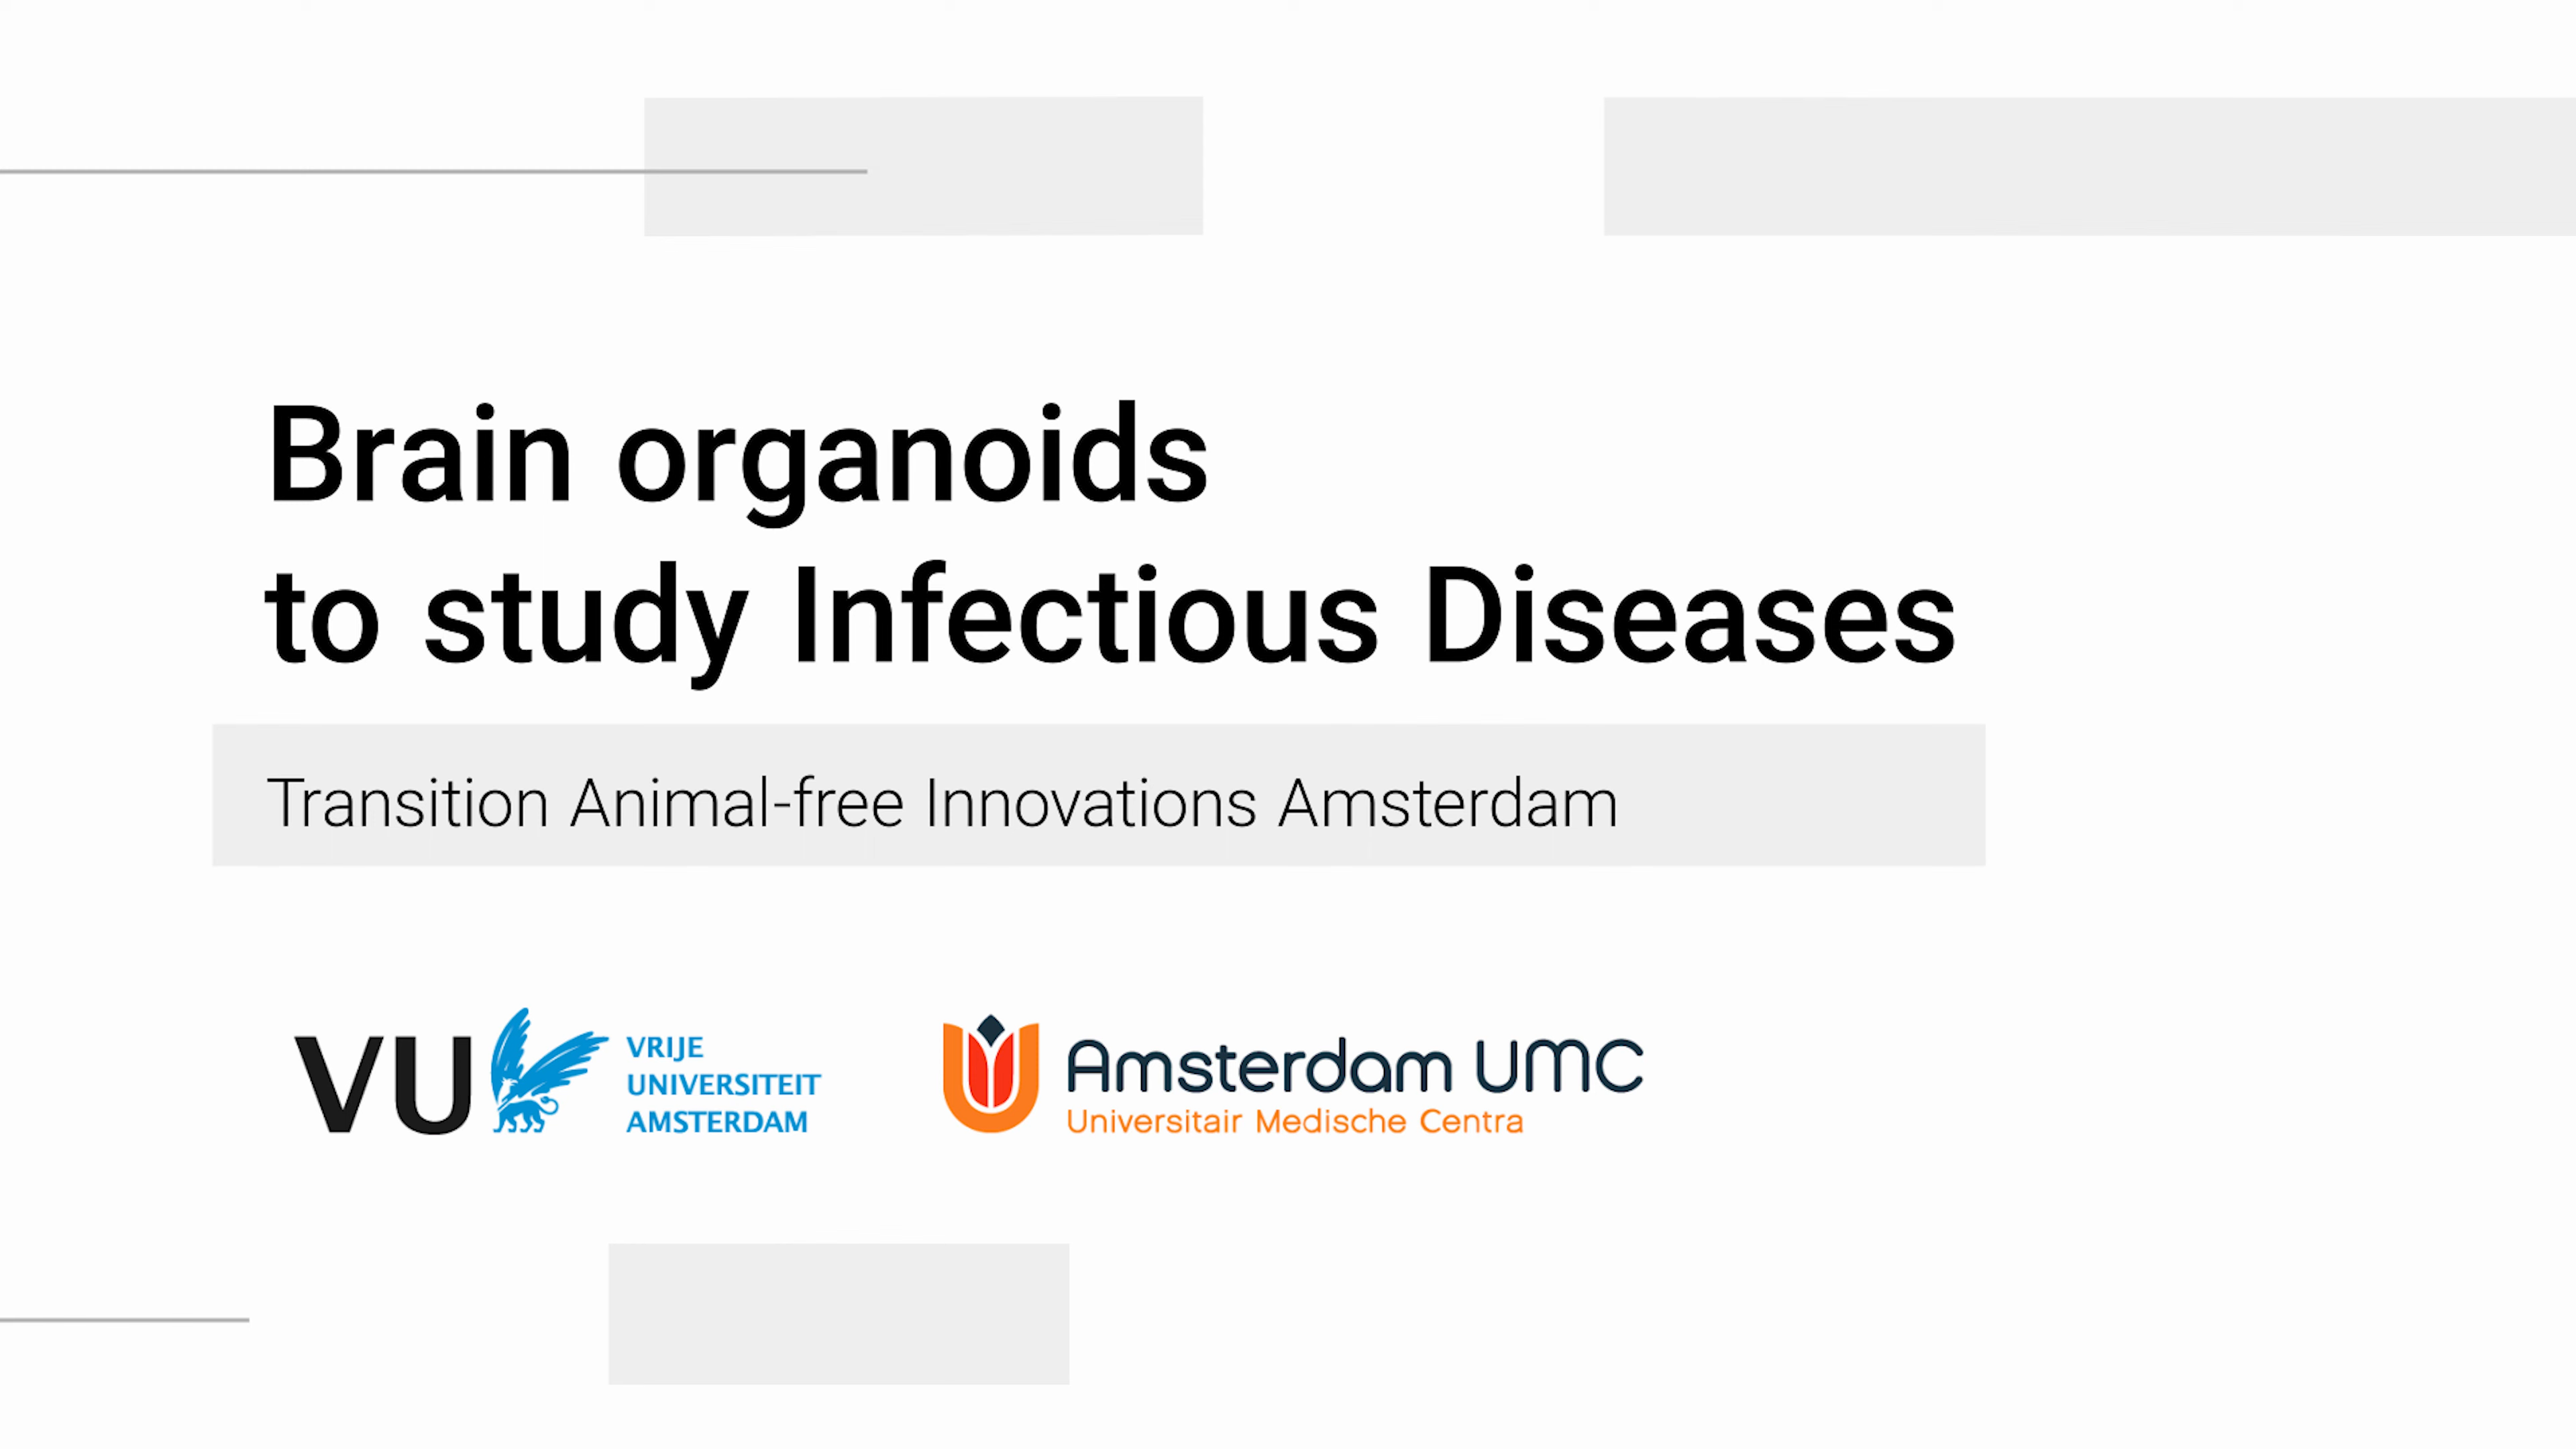 Brain organoids
to study Infectious Diseases
Transition Animal-free Innovations Amsterdam
VU VRIJE
UNIVERSITEIT
AMSTERDAM
Amsterdam UMC
Universitair Medische Centra